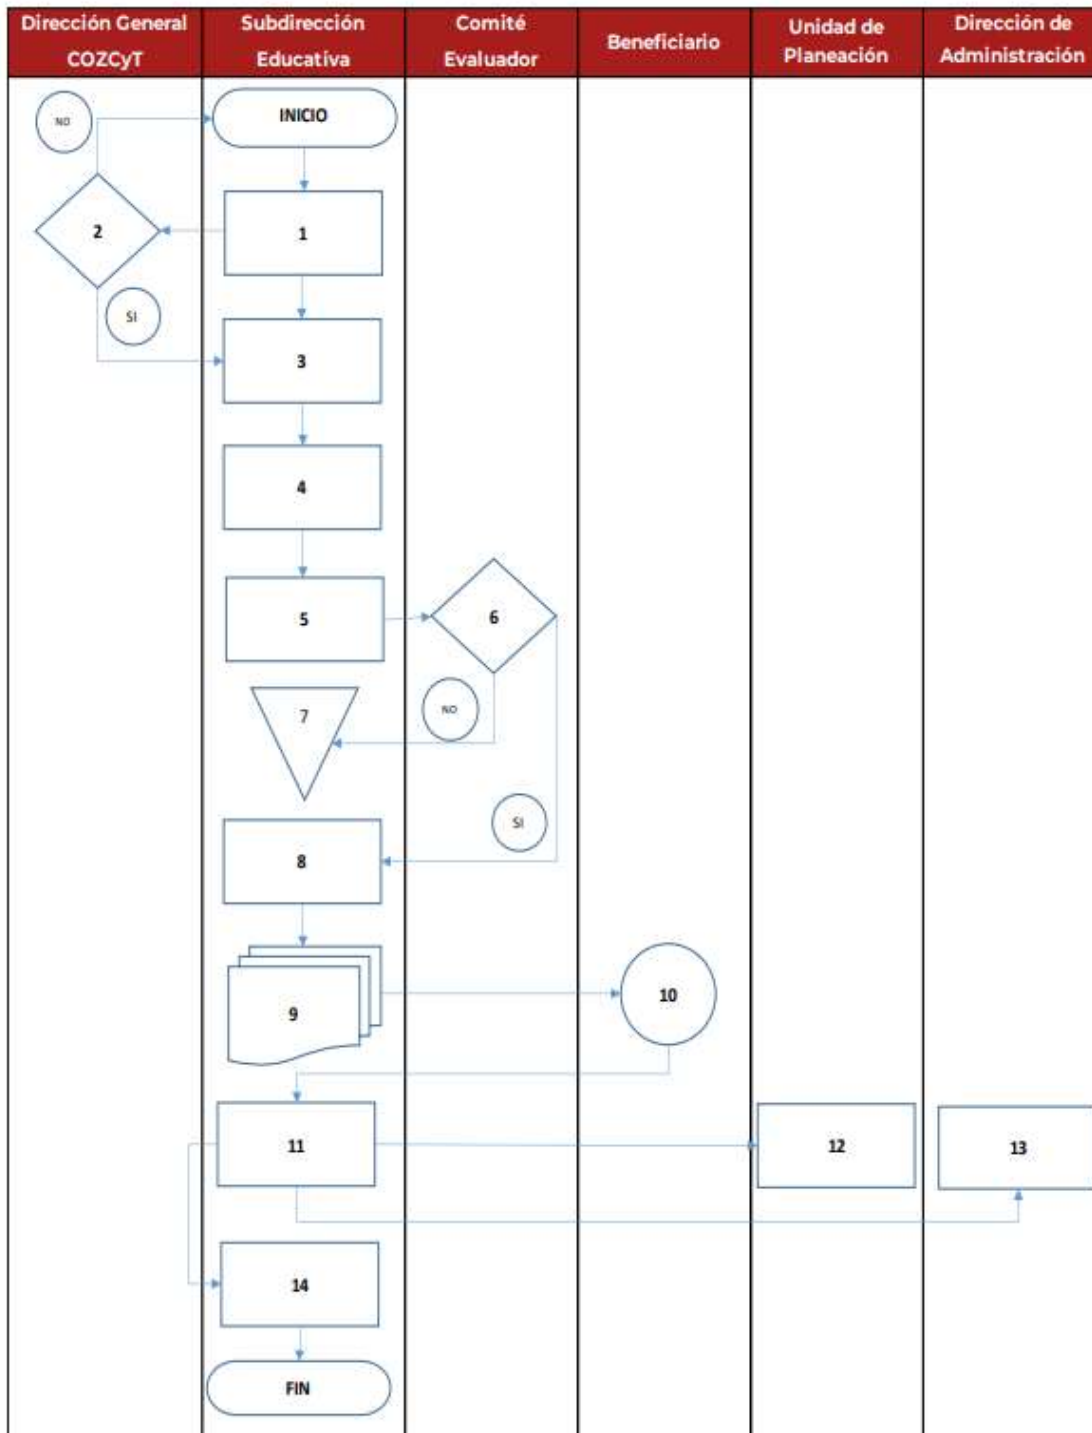 Dirección General
COZCyT
Subdirección
Educativa
Comité
Evaluador
Beneficiario
Unidad de
Planeación
Dirección de
Administración
NO
INICIO
2
1
SI
3
4
5
6
7
NO
SI
8
9
10
11
12
13
14
FIN